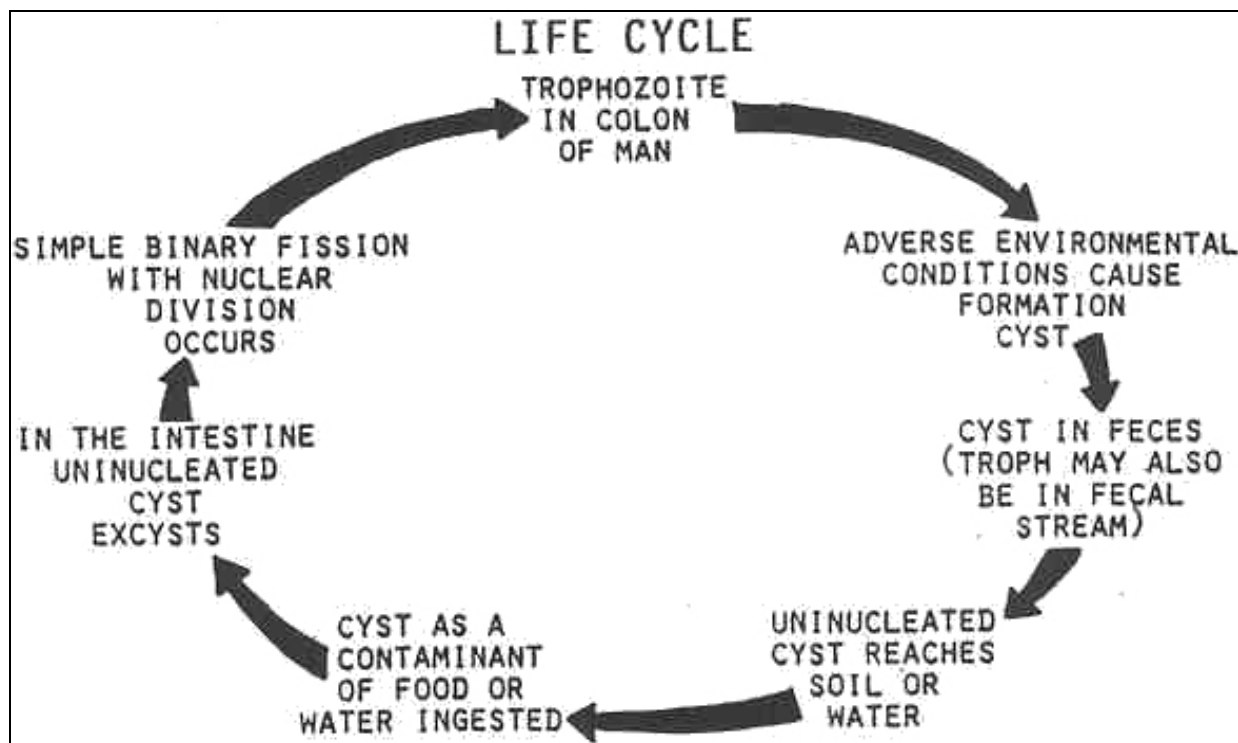 LIFE CYCLE
TROPHOZOITE
IN COLON
OF MAN
ADVERSE ENVIRONMENTAL
CONDITIONS CAUSE
FORMATION
CYST
CYST IN FECES
(TROPH MAY ALSO
BE IN FECAL
STREAM)
UNINUCLEATED
CYST REACHES
SOIL OR
WATER
CYST AS A
CONTAMINANT
OF FOOD OR
WATER INGESTED
IN THE INTESTINE
UNINUCLEATED
CYST
EXCYSTS
SIMPLE BINARY FISSION
WITH NUCLEAR
DIVISION
OCCURS